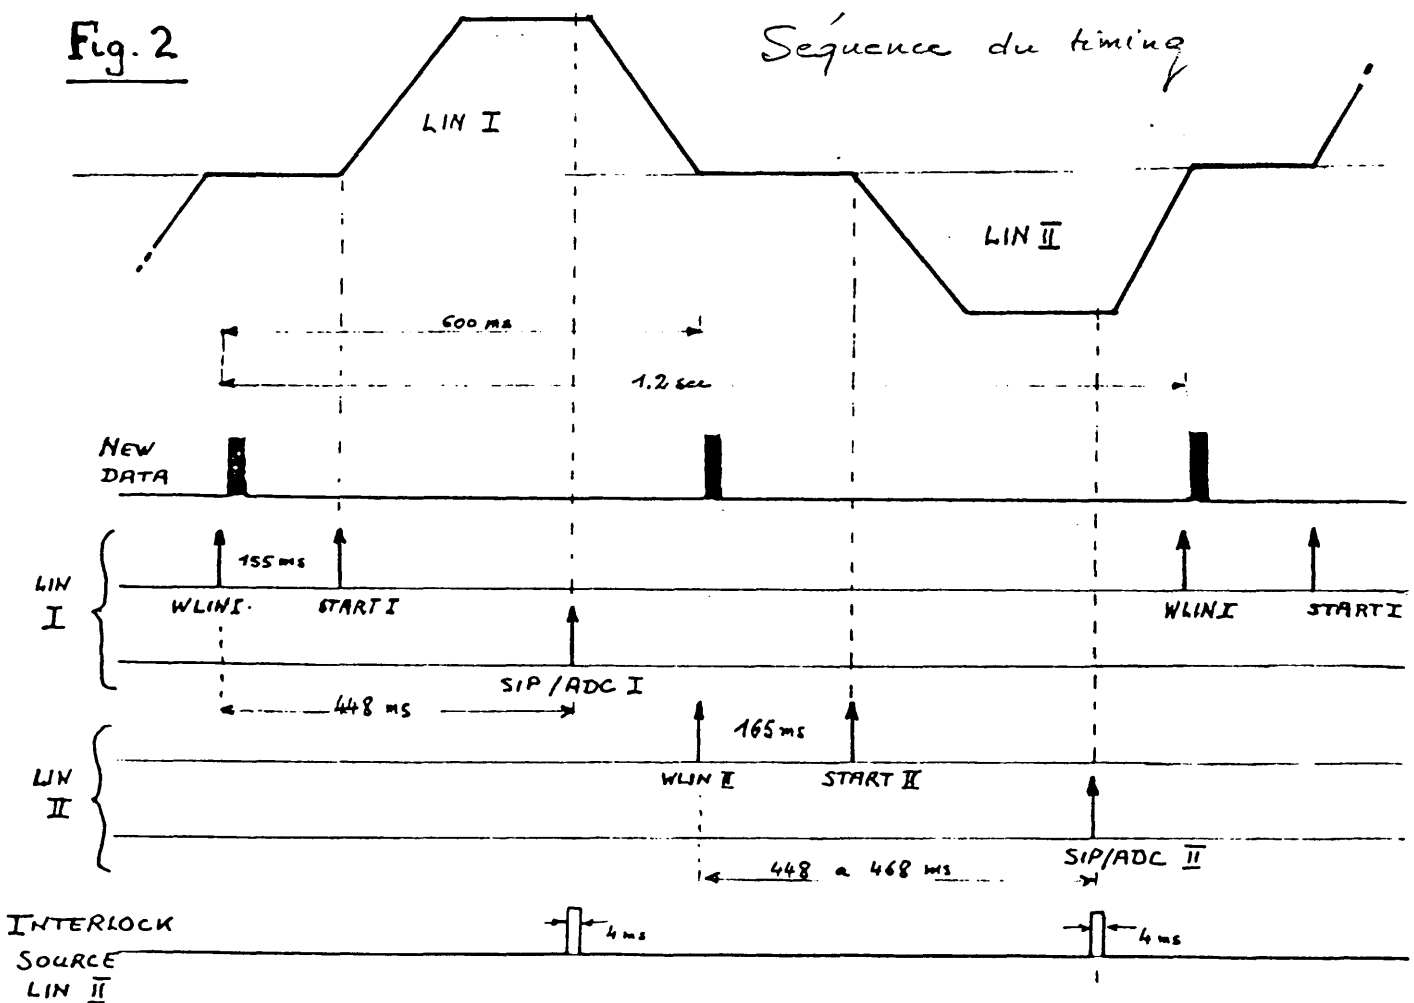 Fig. 2
Séquence du timing
LIN I
LIN II
600 ms
1.2 sec
NEW
DATA
LIN
I
155 ms
WLIN I.
START I
WLIN I
START I
SIP/ADC I
448 ms
LIN
II
165 ms
WLIN II
START II
SIP/ADC II
448 a 468 ms
INTERLOCK
SOURCE
LIN II
4 ms
4 ms